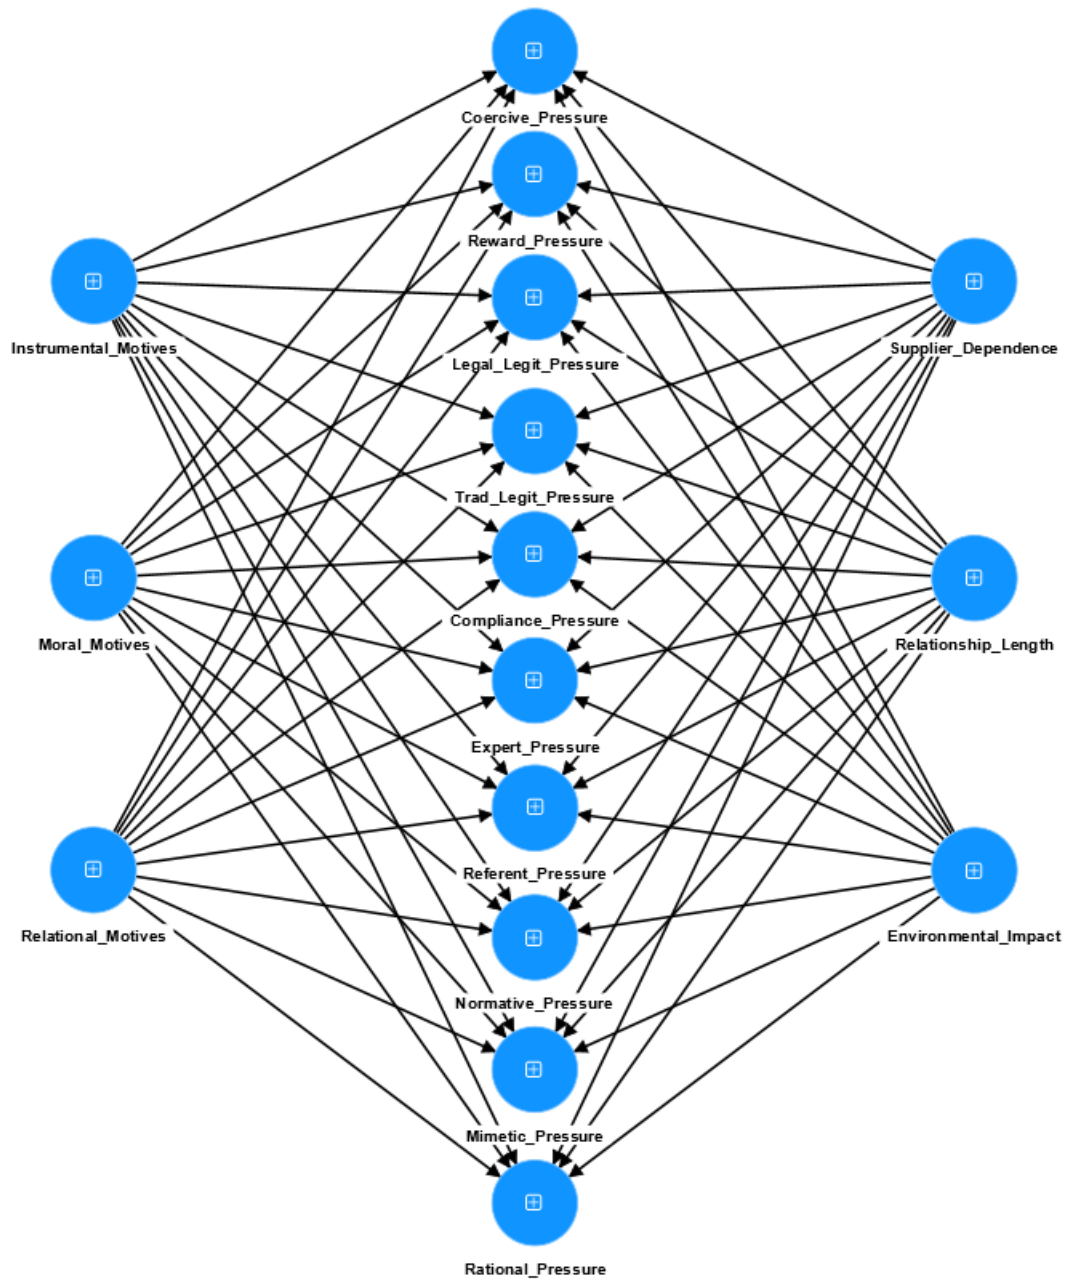 Coercive_Pressure
Reward_Pressure
Instrumental_Motives
Supplier_Dependence
Legal_Legit_Pressure
Trad_Legit_Pressure
Compliance_Pressure
Moral_Motives
Relationship_Length
Expert_Pressure
Referent_Pressure
Relational_Motives
Environmental_Impact
Normative_Pressure
Mimetic_Pressure
Rational_Pressure